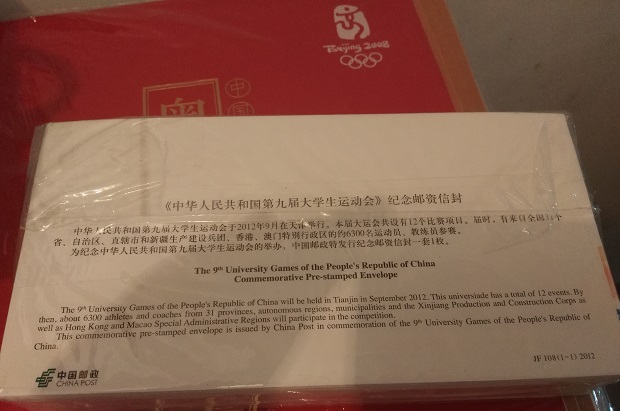 Beijing 2008
中国
《中华人民共和国第九届大学生运动会》纪念邮资信封
中华人民共和国第九届大学生运动会于2012年9月在天津举行。本届大运会共设有12个比赛项目。届时，有来自全国31个
省、自治区、直辖市和新疆生产建设兵团、香港、澳门特别行政区的约6300名运动员、教练员参赛。
为纪念中华人民共和国第九届大学生运动会的举办，中国邮政特发行纪念邮资信封一套1枚。
The 9th University Games of the People's Republic of China
Commemorative Pre-stamped Envelope
The 9th University Games of the People's Republic of China will be held in Tianjin in September 2012. This universiade has a total of 12 events. By
then, about 6300 athletes and coaches from 31 provinces, autonomous regions, municipalities and the Xinjiang Production and Construction Corps as
well as Hong Kong and Macao Special Administrative Regions will participate in the competition.
This commemorative pre-stamped envelope is issued by China Post in commemoration of the 9th University Games of the People's Republic of
China.
中国邮政
CHINA POST
JF 108(1-1) 2012